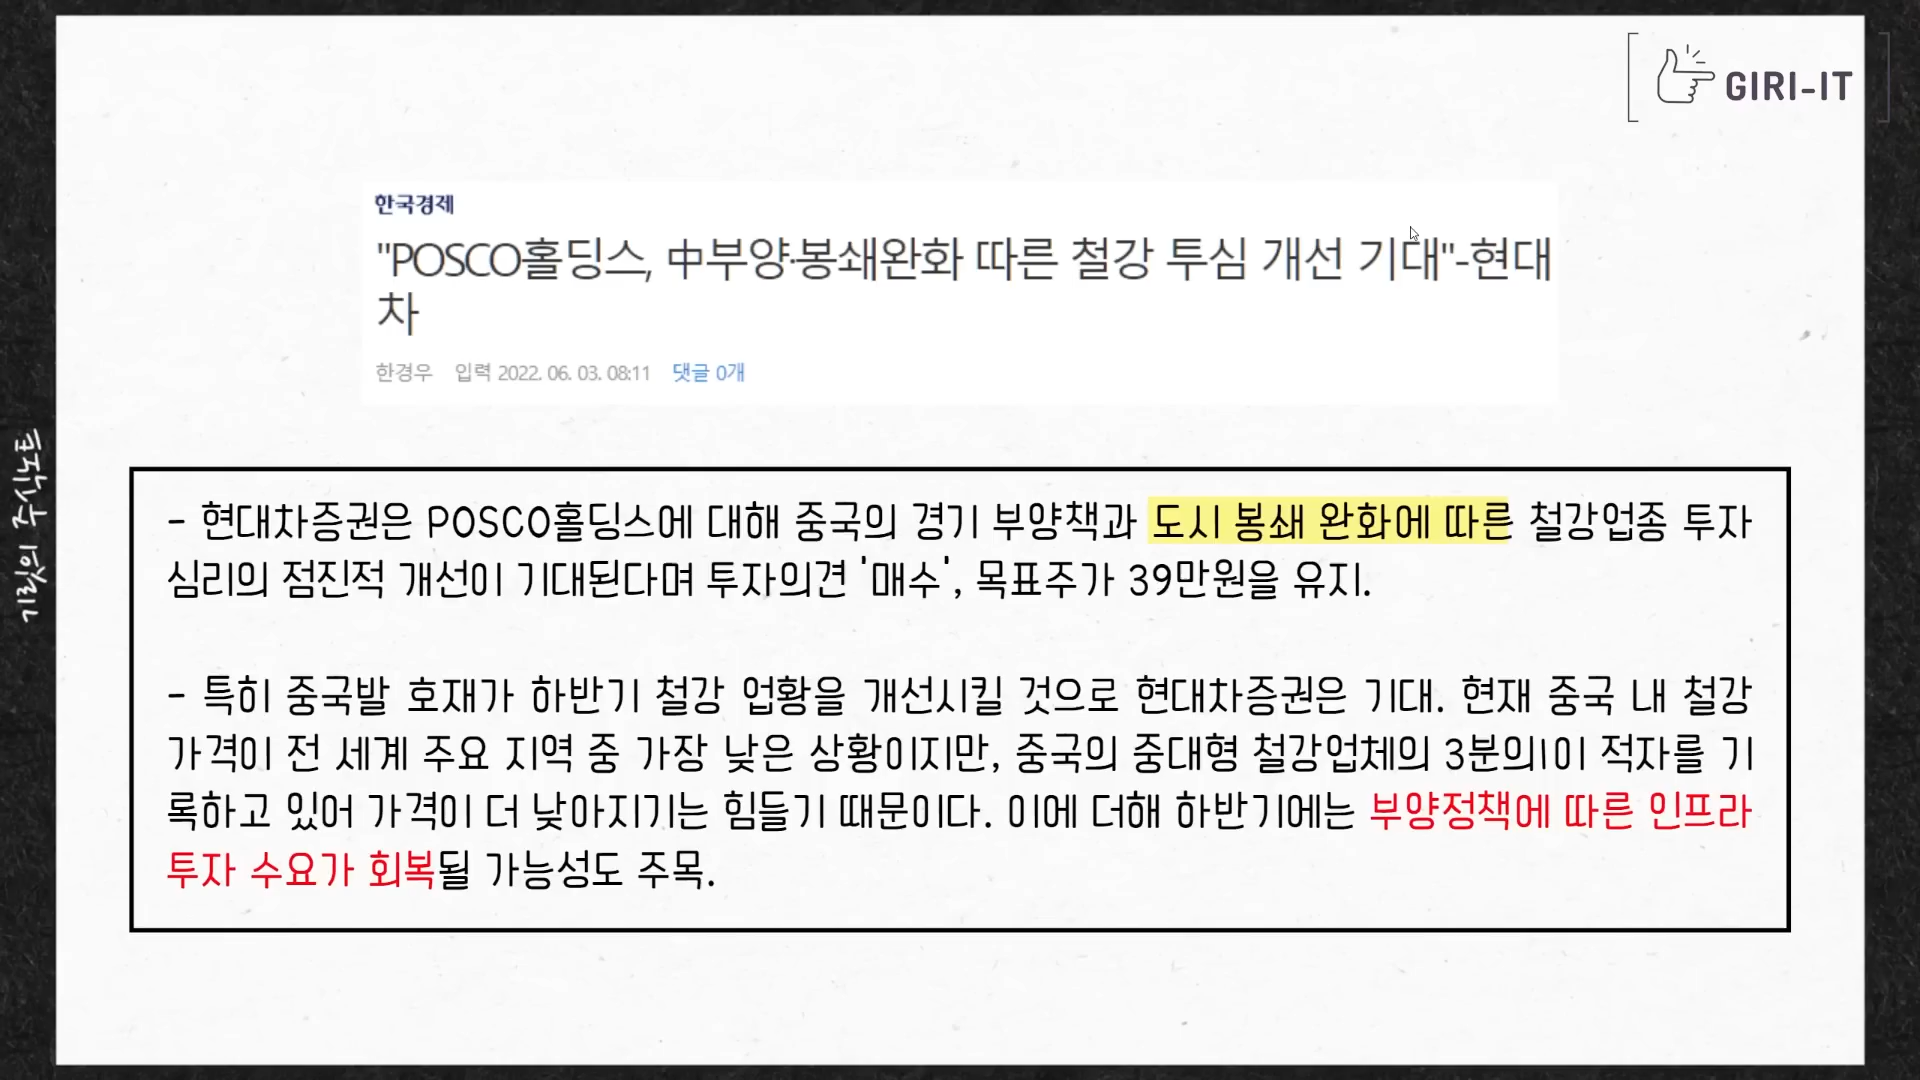 GIRI-IT
한국경제
"POSCO홀딩스, 中부양·봉쇄완화 따른 철강 투심 개선 기대"-현대
차
한경우 입력 2022. 06. 03. 08:11 댓글 0개
기릿의 주식노트
- 현대차증권은 POSCO홀딩스에 대해 중국의 경기 부양책과 도시 봉쇄 완화에 따른 철강업종 투자
심리의 점진적 개선이 기대된다며 투자의견 '매수', 목표주가 39만원을 유지.
- 특히 중국발 호재가 하반기 철강 업황을 개선시킬 것으로 현대차증권은 기대. 현재 중국 내 철강
가격이 전 세계 주요 지역 중 가장 낮은 상황이지만, 중국의 중대형 철강업체의 3분의1이 적자를 기
록하고 있어 가격이 더 낮아지기는 힘들기 때문이다. 이에 더해 하반기에는 부양정책에 따른 인프라
투자 수요가 회복될 가능성도 주목.